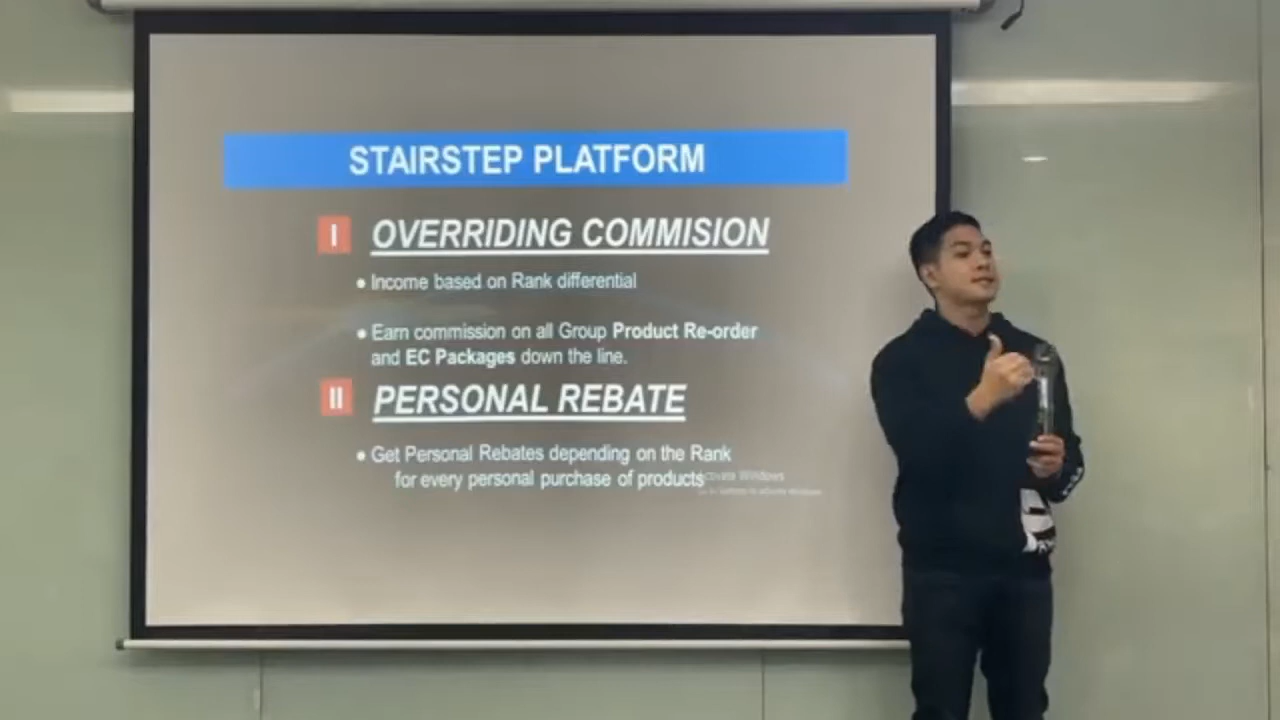 STAIRSTEP PLATFORM
I OVERRIDING COMMISION
• Income based on Rank differential
• Earn commission on all Group Product Re-order
and EC Packages down the line.
II PERSONAL REBATE
• Get Personal Rebates depending on the Rank
for every personal purchase of products
Windows